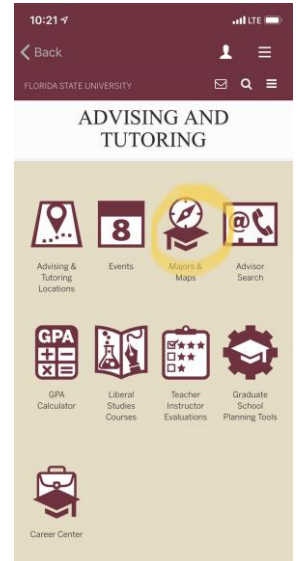 10:21
LTE
Back
FLORIDA STATE UNIVERSITY
ADVISING AND
TUTORING
8
@
Advising &
Tutoring
Locations
Events
Majors &
Maps
Advisor
Search
GPA
GPA
Calculator
Liberal
Studies
Courses
Teacher
Instructor
Evaluations
Graduate
School
Planning Tools
Career Center